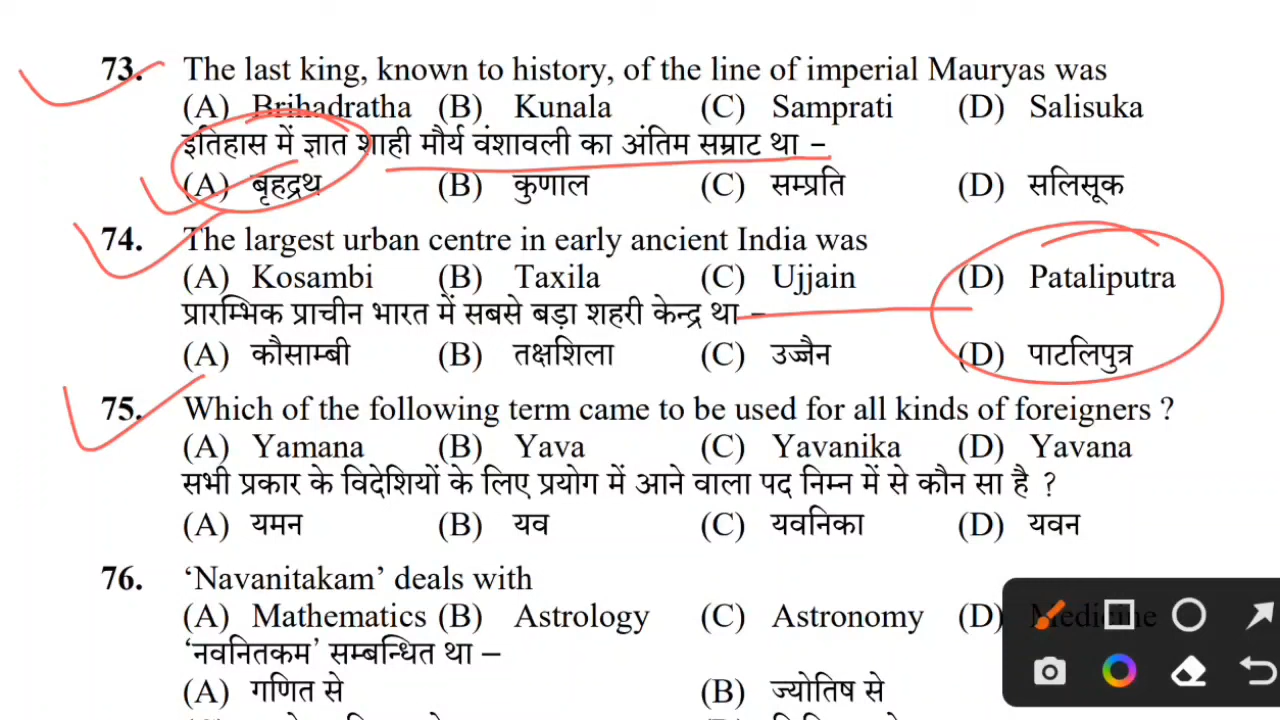 73. The last king, known to history, of the line of imperial Mauryas was
(A) Brihadratha (B) Kunala (C) Samprati (D) Salisuka
इतिहास में ज्ञात शाही मौर्य वंशावली का अंतिम सम्राट था –
(A) बृहद्रथ (B) कुणाल (C) सम्प्रति (D) सलिसूक
74. The largest urban centre in early ancient India was
(A) Kosambi (B) Taxila (C) Ujjain (D) Pataliputra
प्रारम्भिक प्राचीन भारत में सबसे बड़ा शहरी केन्द्र था –
(A) कौसाम्बी (B) तक्षशिला (C) उज्जैन (D) पाटलिपुत्र
75. Which of the following term came to be used for all kinds of foreigners ?
(A) Yamana (B) Yava (C) Yavanika (D) Yavana
सभी प्रकार के विदेशियों के लिए प्रयोग में आने वाला पद निम्न में से कौन सा है ?
(A) यमन (B) यव (C) यवनिका (D) यवन
76. ‘Navanitakam’ deals with
(A) Mathematics (B) Astrology (C) Astronomy (D) Medicine
‘नवनितकम’ सम्बन्धित था –
(A) गणित से (B) ज्योतिष से